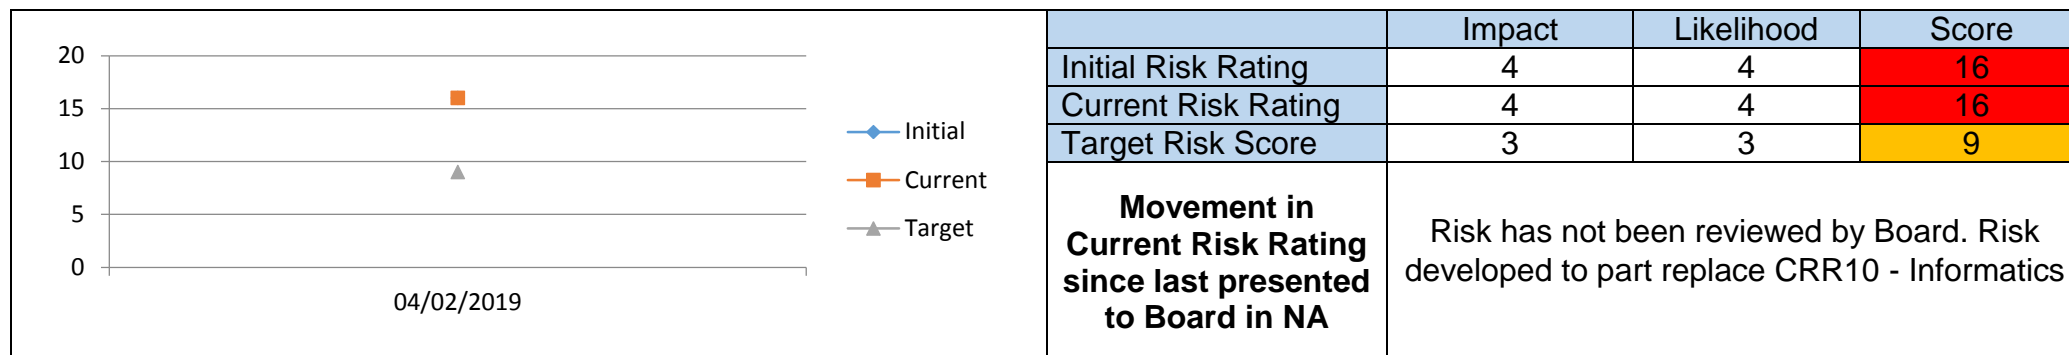 20
15
10
5
0
04/02/2019
Initial
Current
Target
Impact Likelihood Score
Initial Risk Rating 4 4 16
Current Risk Rating 4 4 16
Target Risk Score 3 3 9
Movement in
Current Risk Rating
since last presented
to Board in NA
Risk has not been reviewed by Board. Risk
developed to part replace CRR10 - Informatics